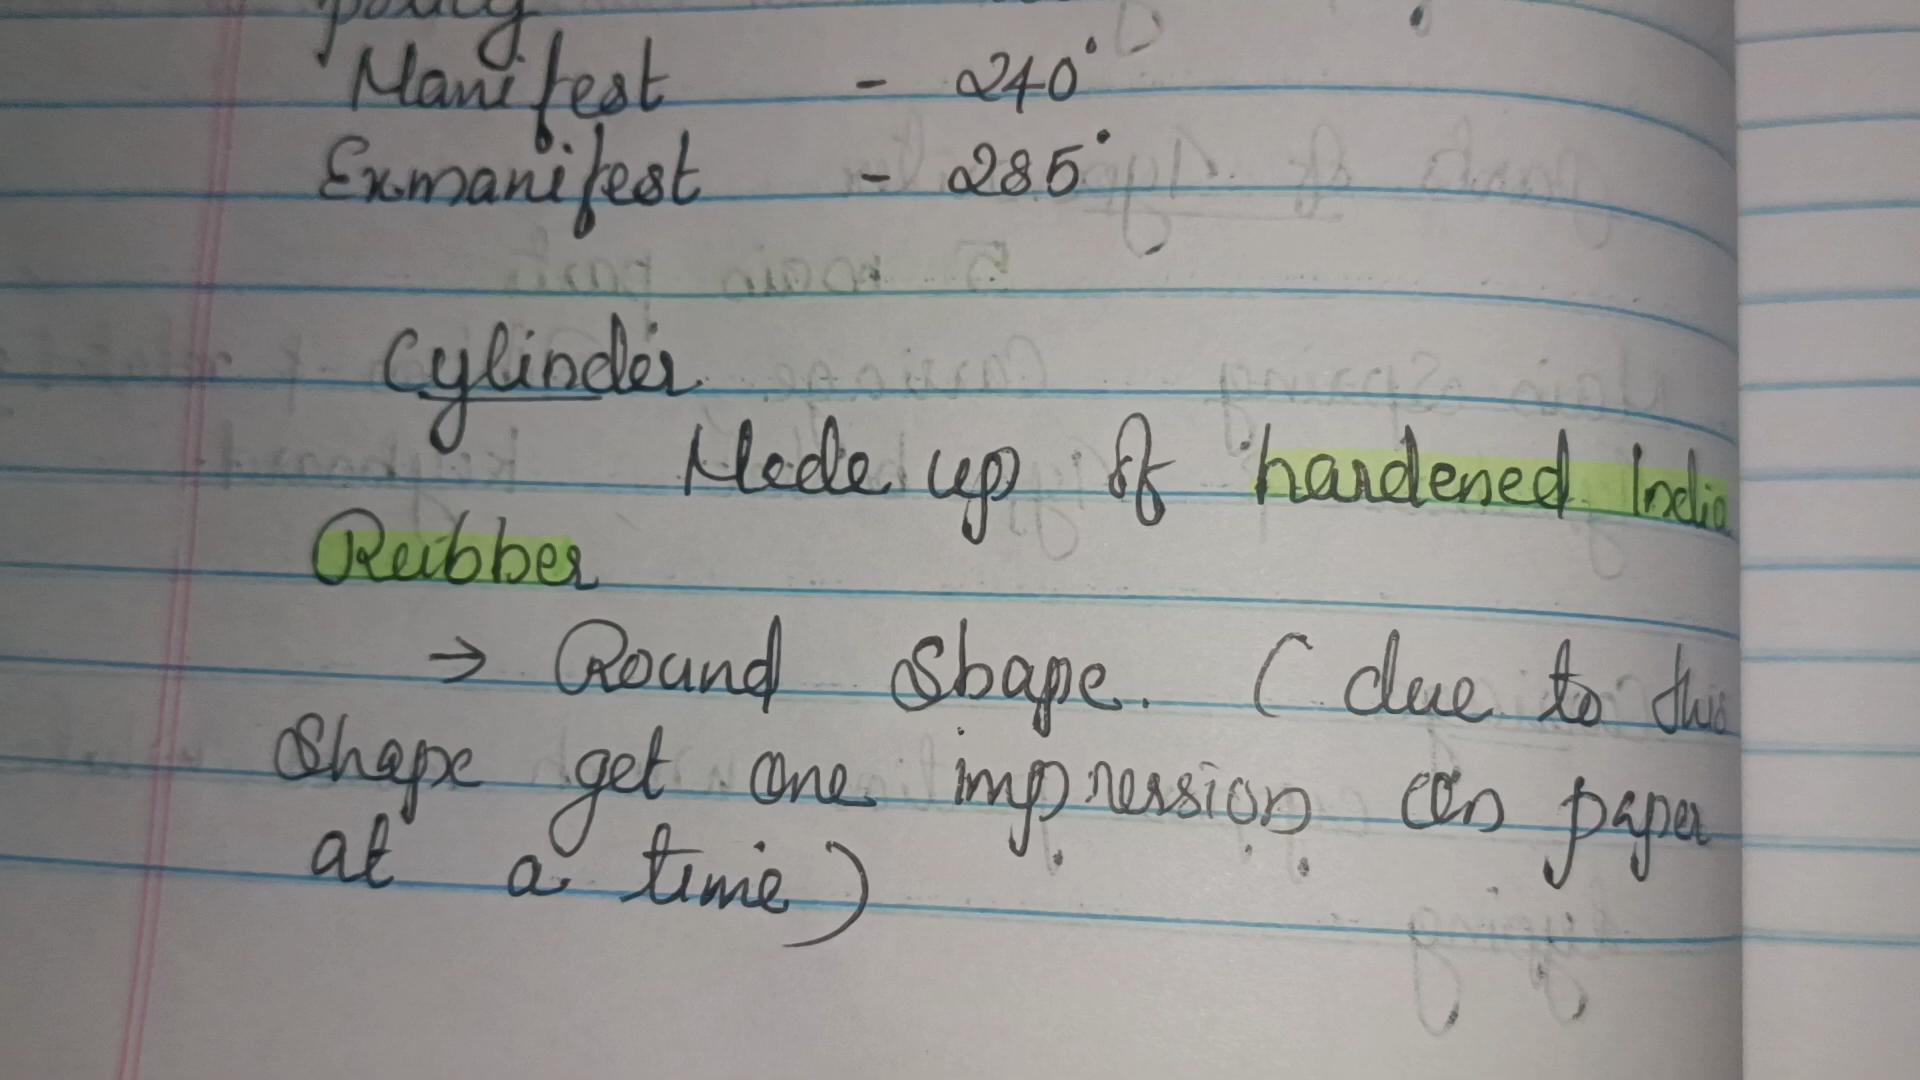 policy
Manifest - 240°
Exmanifest - 285°
Cylinder
Made up of hardened India
Rubber
→ Round Shape. (due to this
Shape get one impression on paper
at a time)